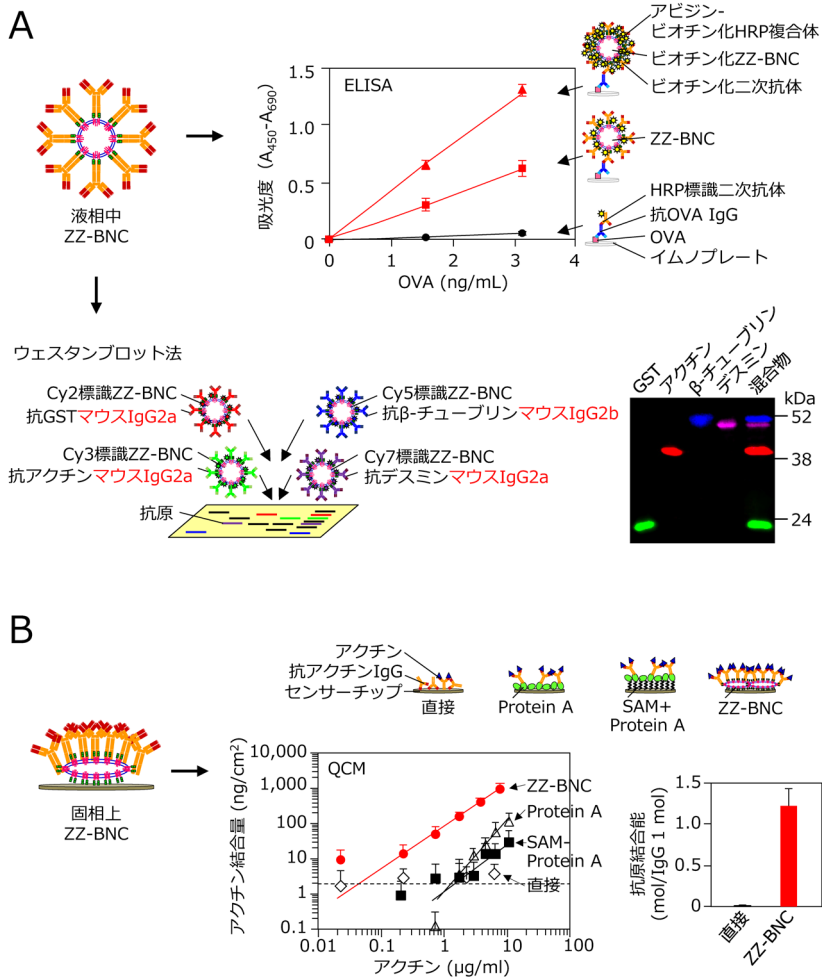 A
液相中
ZZ-BNC
ELISA
吸光度 (A450-A690)
1.5
1.0
0.5
0
0
1
2
3
4
OVA (ng/mL)
アビジン-
ビオチン化HRP複合体
ビオチン化ZZ-BNC
ビオチン化二次抗体
ZZ-BNC
HRP標識二次抗体
抗OVA IgG
OVA
イムノプレート
ウェスタンブロット法
Cy2標識ZZ-BNC
抗GSTマウスIgG2a
Cy5標識ZZ-BNC
抗β-チューブリンマウスIgG2b
Cy3標識ZZ-BNC
抗アクチンマウスIgG2a
Cy7標識ZZ-BNC
抗デスミンマウスIgG2a
抗原
GST
アクチン
β-チューブリン
デスミン
混合物
kDa
52
38
24
B
固相上
ZZ-BNC
アクチン
抗アクチンIgG
センサーチップ
直接
Protein A
SAM+
Protein A
ZZ-BNC
QCM
アクチン結合量 (ng/cm2)
10,000
1,000
100
10
1
0.1
0.01
0.1
1
10
100
アクチン (µg/ml)
ZZ-BNC
Protein A
SAM-
Protein A
直接
抗原結合能
(mol/IgG 1 mol)
1.5
1.0
0.5
0
直接
ZZ-BNC